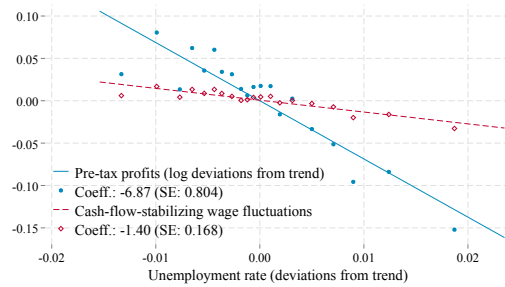 0.10
0.05
0.00
-0.05
-0.10
-0.15
Pre-tax profits (log deviations from trend)
Coeff.: -6.87 (SE: 0.804)
Cash-flow-stabilizing wage fluctuations
Coeff.: -1.40 (SE: 0.168)
-0.02 -0.01 0.00 0.01 0.02
Unemployment rate (deviations from trend)